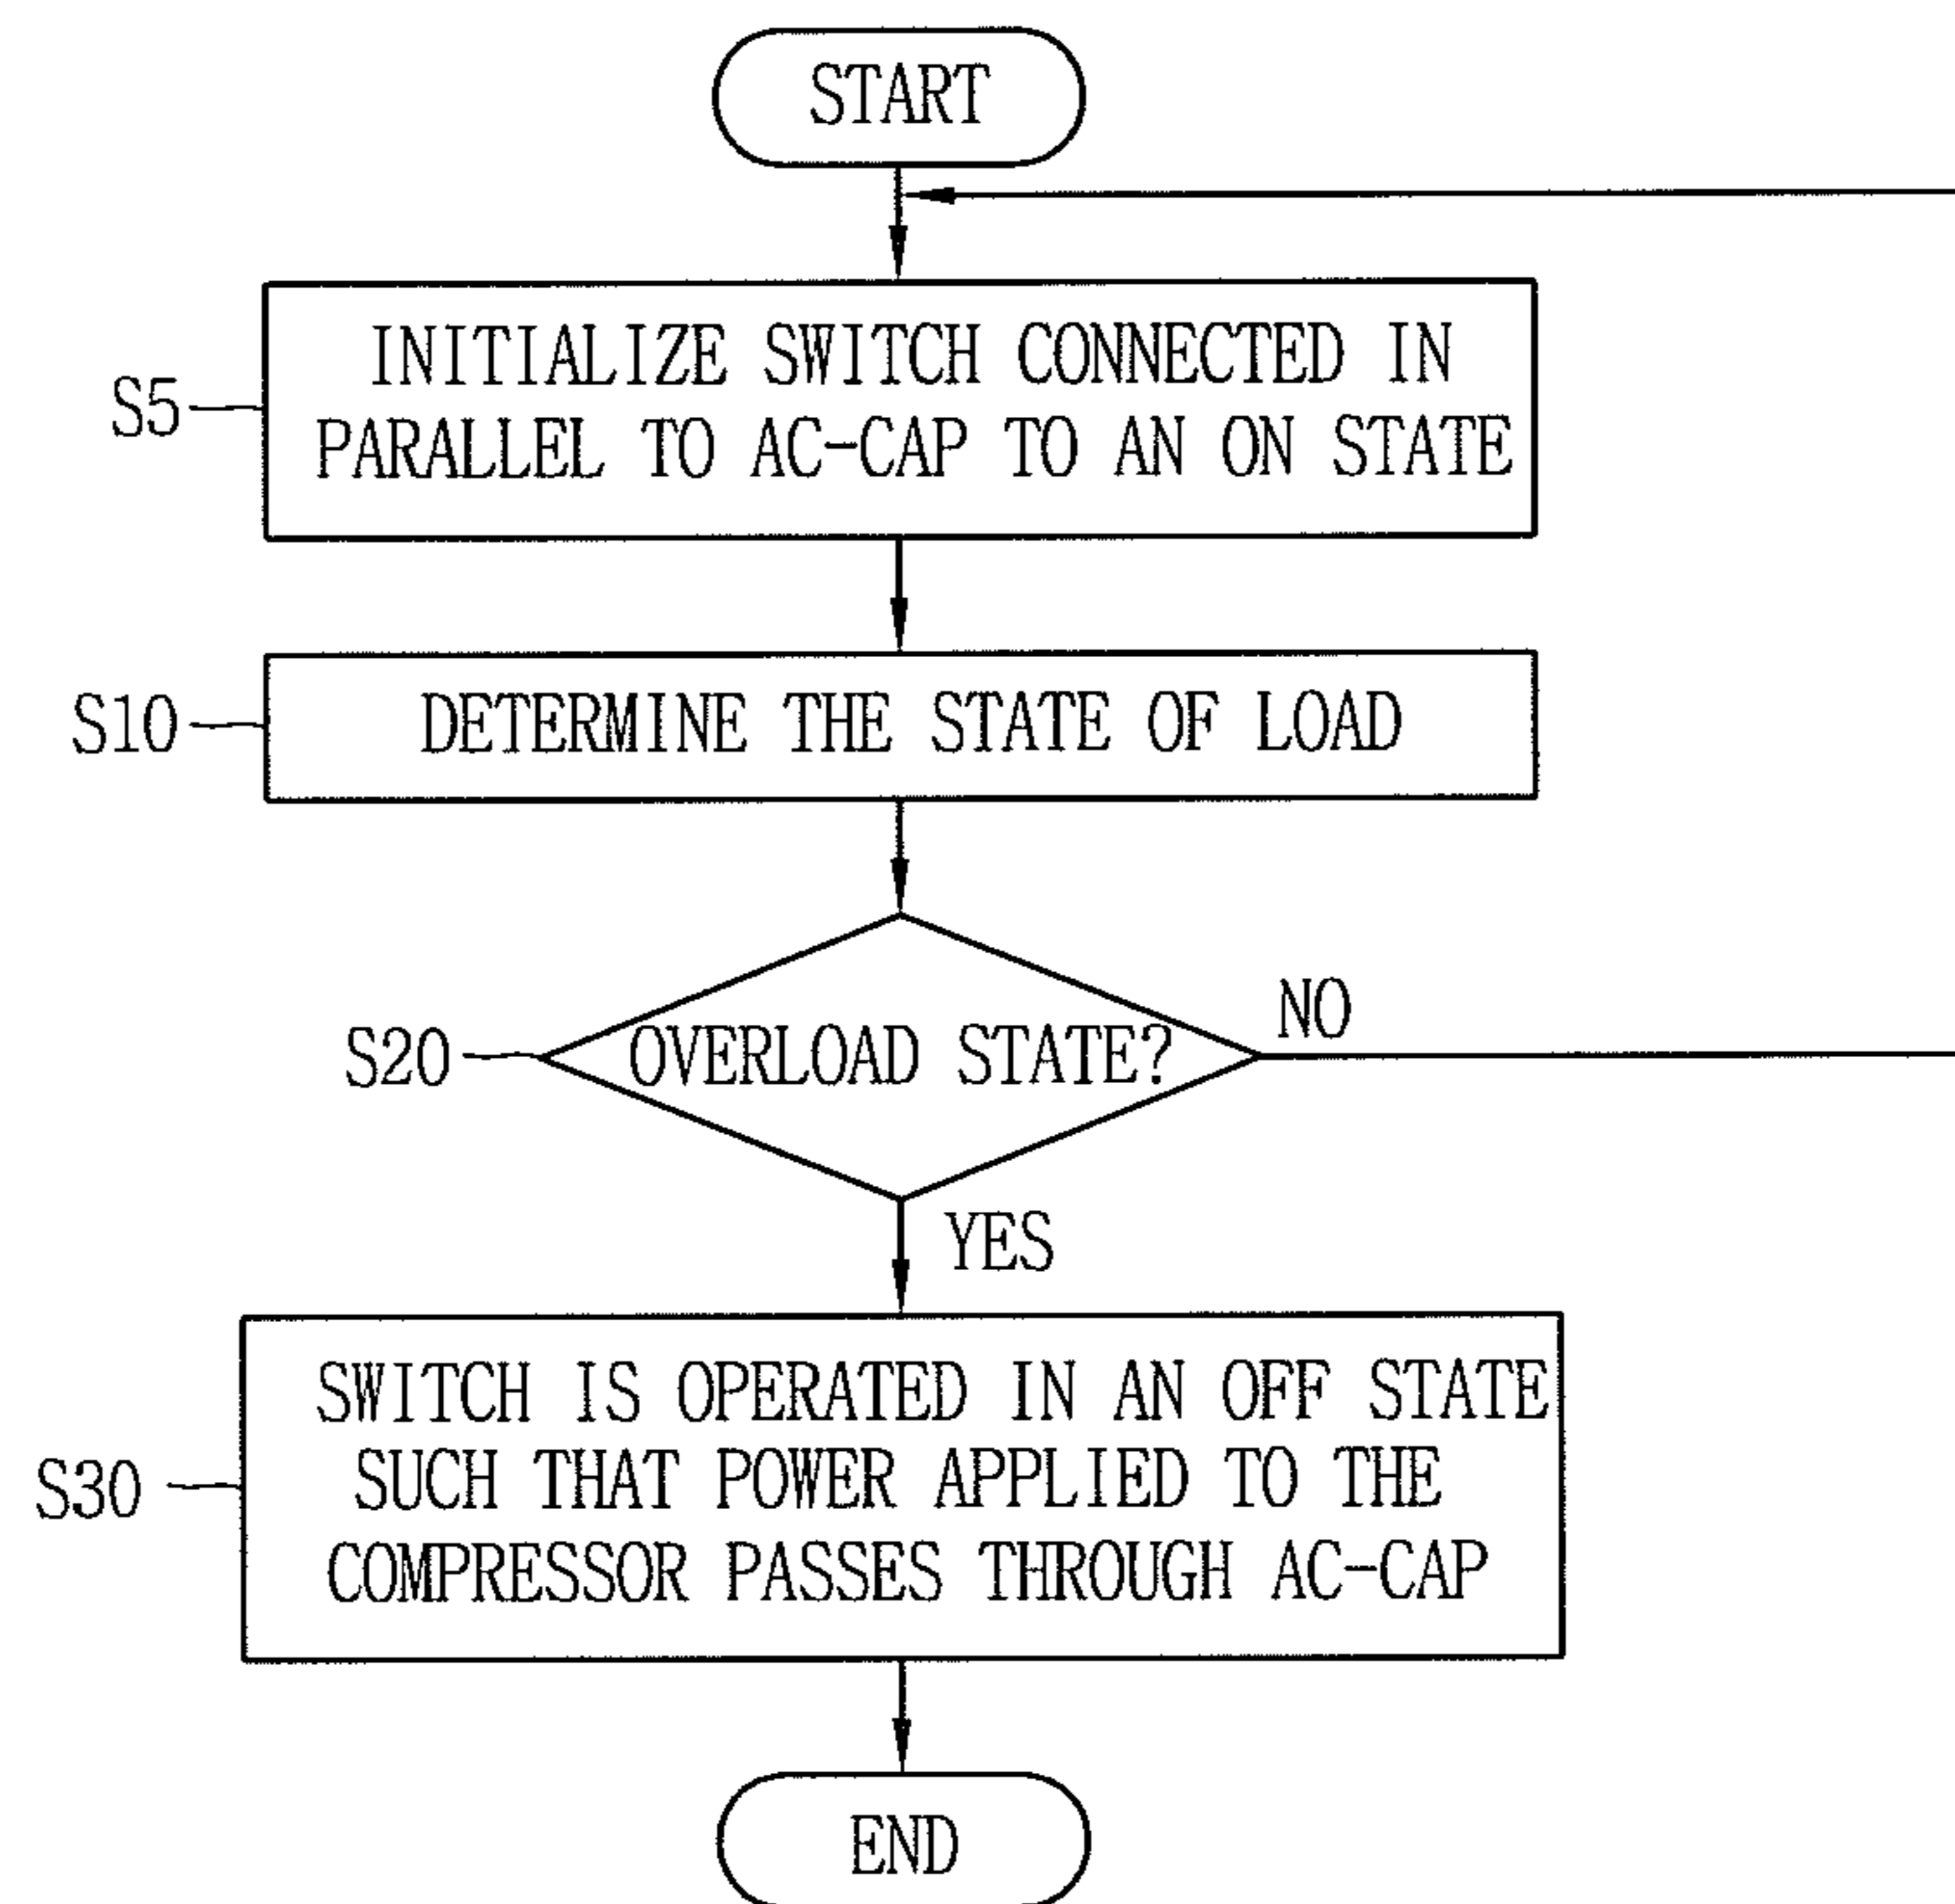 START
S5
INITIALIZE SWITCH CONNECTED IN
PARALLEL TO AC-CAP TO AN ON STATE
S10
DETERMINE THE STATE OF LOAD
S20
OVERLOAD STATE?
NO
YES
S30
SWITCH IS OPERATED IN AN OFF STATE
SUCH THAT POWER APPLIED TO THE
COMPRESSOR PASSES THROUGH AC-CAP
END